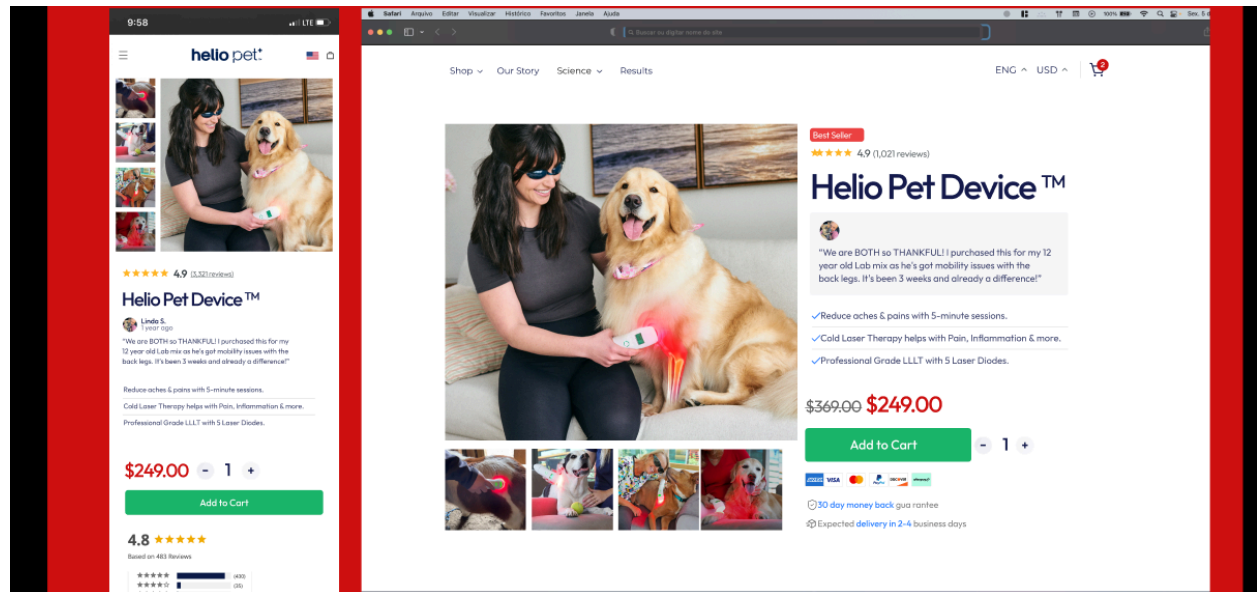 9:58
LTE
helio pet
4.9 (3,321 reviews)
Helio Pet Device™
Linda S.
1 year ago
"We are BOTH so THANKFUL! I purchased this for my
12 year old Lab mix as he's got mobility issues with the
back legs. It's been 3 weeks and already a difference!"
Reduce aches & pains with 5-minute sessions.
Cold Laser Therapy helps with Pain, Inflammation & more.
Professional Grade LLLT with 5 Laser Diodes.
$249.00 - 1 +
Add to Cart
4.8
Based on 483 Reviews
(400)
(35)
Safari Arquivo Editar Visualizar Histórico Favoritos Janela Ajuda
100%
Sex. 5 d
Buscar ou digitar nome do site
Shop Our Story Science Results
ENG USD 2
Best Seller
4.9 (1,021 reviews)
Helio Pet Device ™
"We are BOTH so THANKFUL! I purchased this for my 12
year old Lab mix as he's got mobility issues with the
back legs. It's been 3 weeks and already a difference!"
Reduce aches & pains with 5-minute sessions.
Cold Laser Therapy helps with Pain, Inflammation & more.
Professional Grade LLLT with 5 Laser Diodes.
$369.00 $249.00
Add to Cart - 1 +
VISA PayPal DISCOVER
30 day money back gua rantee
Expected delivery in 2-4 business days